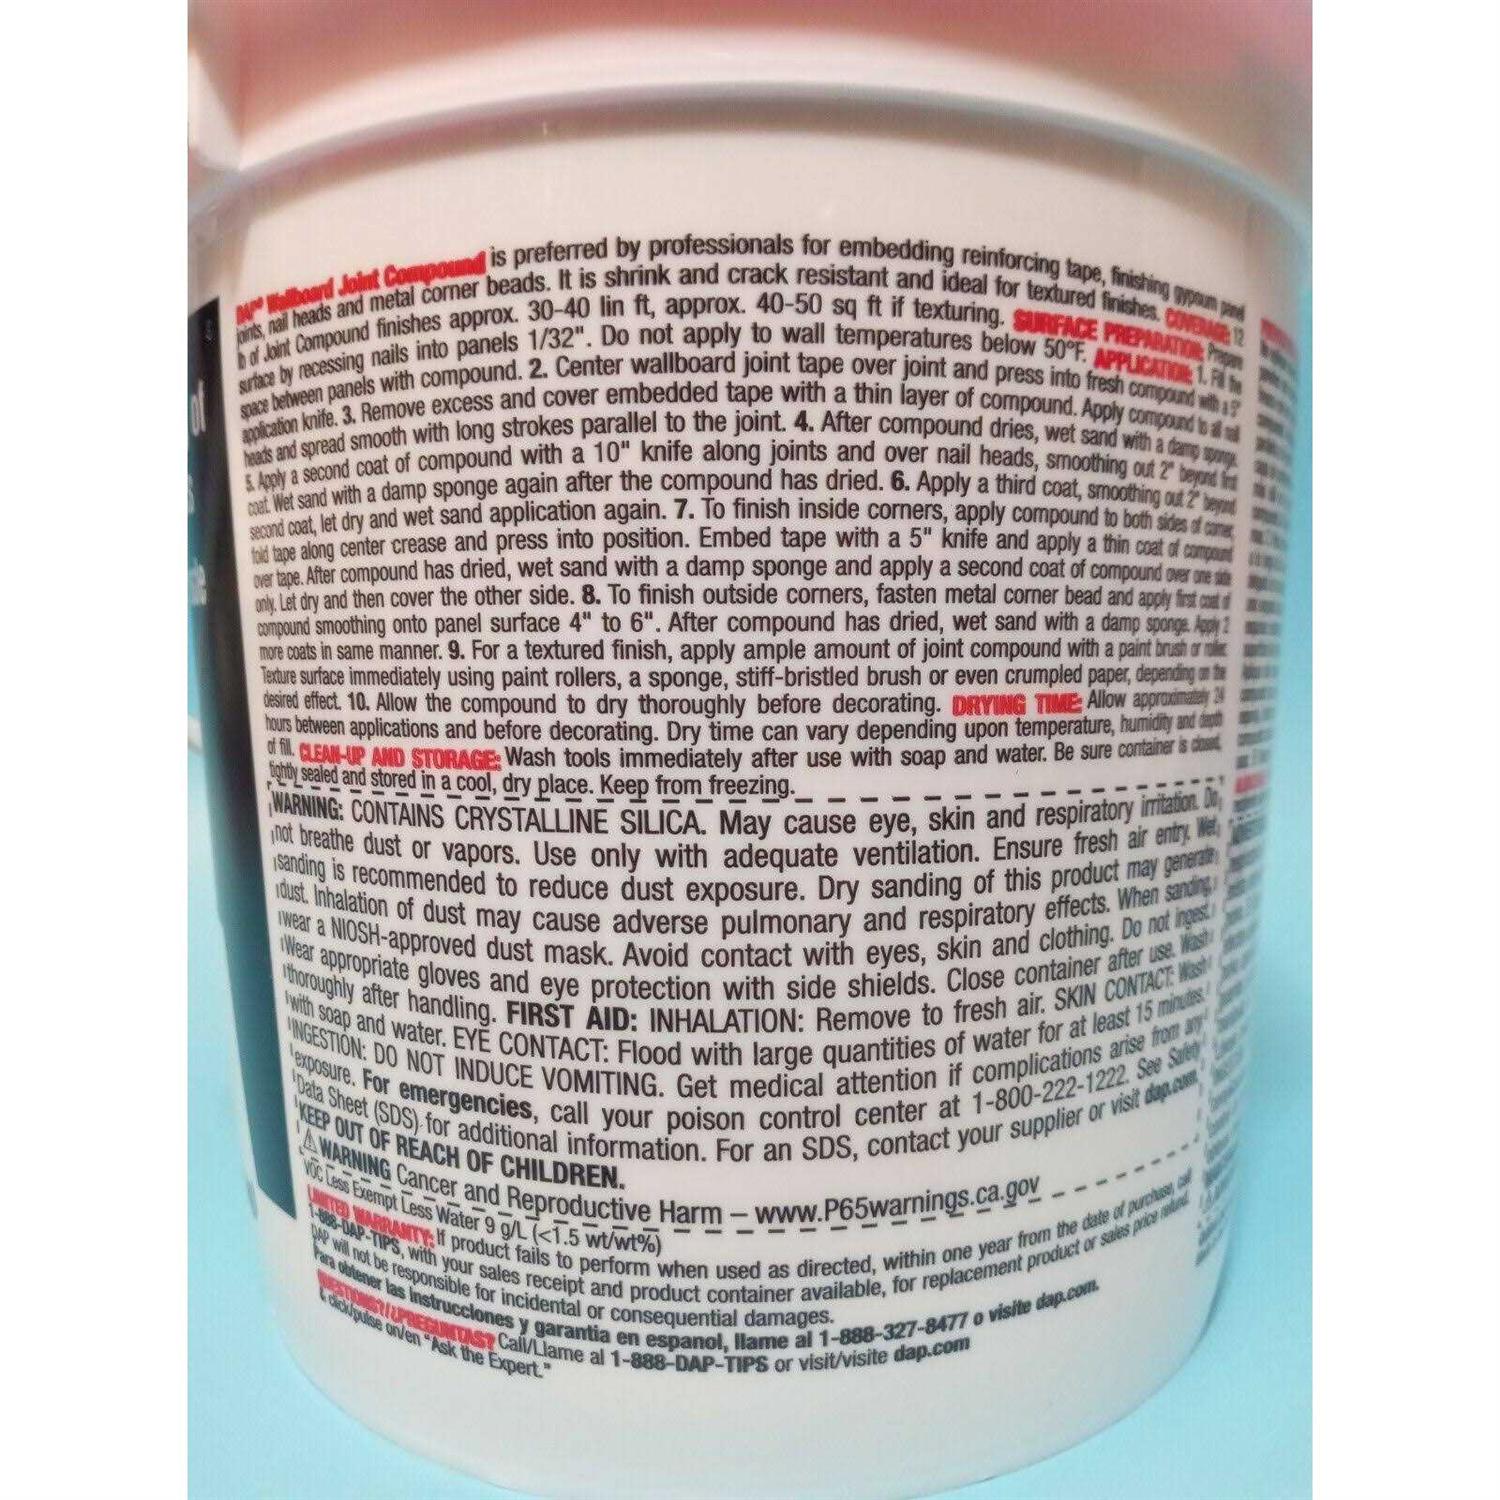 DAP® Wallboard Joint Compound is preferred by professionals for embedding reinforcing tape, finishing gypsum panel
joints, nail heads and metal corner beads. It is shrink and crack resistant and ideal for textured finishes. COVERAGE: 12
lb of Joint Compound finishes approx. 30-40 lin ft, approx. 40-50 sq ft if texturing. SURFACE PREPARATION: Prepare
surface by recessing nails into panels 1/32". Do not apply to wall temperatures below 50°F. APPLICATION: 1. Fill the
space between panels with compound. 2. Center wallboard joint tape over joint and press into fresh compound with a 5"
application knife. 3. Remove excess and cover embedded tape with a thin layer of compound. Apply compound to all nail
heads and spread smooth with long strokes parallel to the joint. 4. After compound dries, wet sand with a damp sponge.
5. Apply a second coat of compound with a 10" knife along joints and over nail heads, smoothing out 2" beyond first
coat. Wet sand with a damp sponge again after the compound has dried. 6. Apply a third coat, smoothing out 2" beyond
second coat, let dry and wet sand application again. 7. To finish inside corners, apply compound to both sides of corner,
fold tape along center crease and press into position. Embed tape with a 5" knife and apply a thin coat of compound
over tape. After compound has dried, wet sand with a damp sponge and apply a second coat of compound over one side
only. Let dry and then cover the other side. 8. To finish outside corners, fasten metal corner bead and apply first coat of
compound smoothing onto panel surface 4" to 6". After compound has dried, wet sand with a damp sponge. Apply 2
more coats in same manner. 9. For a textured finish, apply ample amount of joint compound with a paint brush or roller.
Texture surface immediately using paint rollers, a sponge, stiff-bristled brush or even crumpled paper, depending on the
desired effect. 10. Allow the compound to dry thoroughly before decorating. DRYING TIME: Allow approximately 24
hours between applications and before decorating. Dry time can vary depending upon temperature, humidity and depth
of fill. CLEAN-UP AND STORAGE: Wash tools immediately after use with soap and water. Be sure container is closed,
tightly sealed and stored in a cool, dry place. Keep from freezing.
WARNING: CONTAINS CRYSTALLINE SILICA. May cause eye, skin and respiratory irritation. Do
not breathe dust or vapors. Use only with adequate ventilation. Ensure fresh air entry. Wet
sanding is recommended to reduce dust exposure. Dry sanding of this product may generate
dust. Inhalation of dust may cause adverse pulmonary and respiratory effects. When sanding,
wear a NIOSH-approved dust mask. Avoid contact with eyes, skin and clothing. Do not ingest.
Wear appropriate gloves and eye protection with side shields. Close container after use. Wash
thoroughly after handling. FIRST AID: INHALATION: Remove to fresh air. SKIN CONTACT: Wash
with soap and water. EYE CONTACT: Flood with large quantities of water for at least 15 minutes.
INGESTION: DO NOT INDUCE VOMITING. Get medical attention if complications arise from any
exposure. For emergencies, call your poison control center at 1-800-222-1222. See Safety
Data Sheet (SDS) for additional information. For an SDS, contact your supplier or visit dap.com.
KEEP OUT OF REACH OF CHILDREN.
⚠ WARNING Cancer and Reproductive Harm – www.P65warnings.ca.gov
VOC Less Exempt Less Water 9 g/L (<1.5 wt/wt%)
LIMITED WARRANTY: If product fails to perform when used as directed, within one year from the date of purchase, call
1-888-DAP-TIPS, with your sales receipt and product container available, for replacement product or sales price refund.
DAP will not be responsible for incidental or consequential damages.
Para obtener las instrucciones y garantia en espanol, llame al 1-888-327-8477 o visite dap.com.
QUESTIONS?/¿PREGUNTAS? Call/Llame al 1-888-DAP-TIPS or visit/visite dap.com
& click/pulse on/en "Ask the Expert."